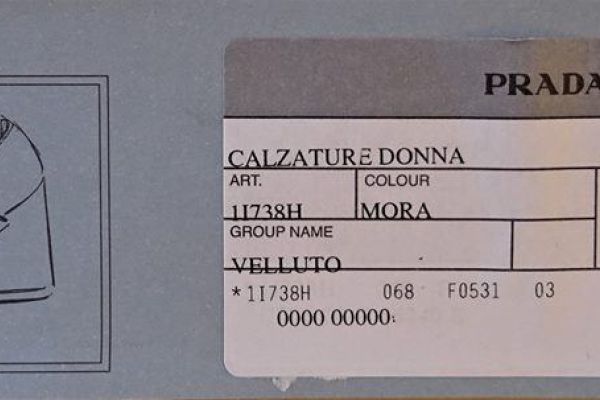 PRADA
CALZATURE DONNA
ART. COLOUR
1I738H MORA
GROUP NAME
VELLUTO
*1I738H 068 F0531 03
0000 00000